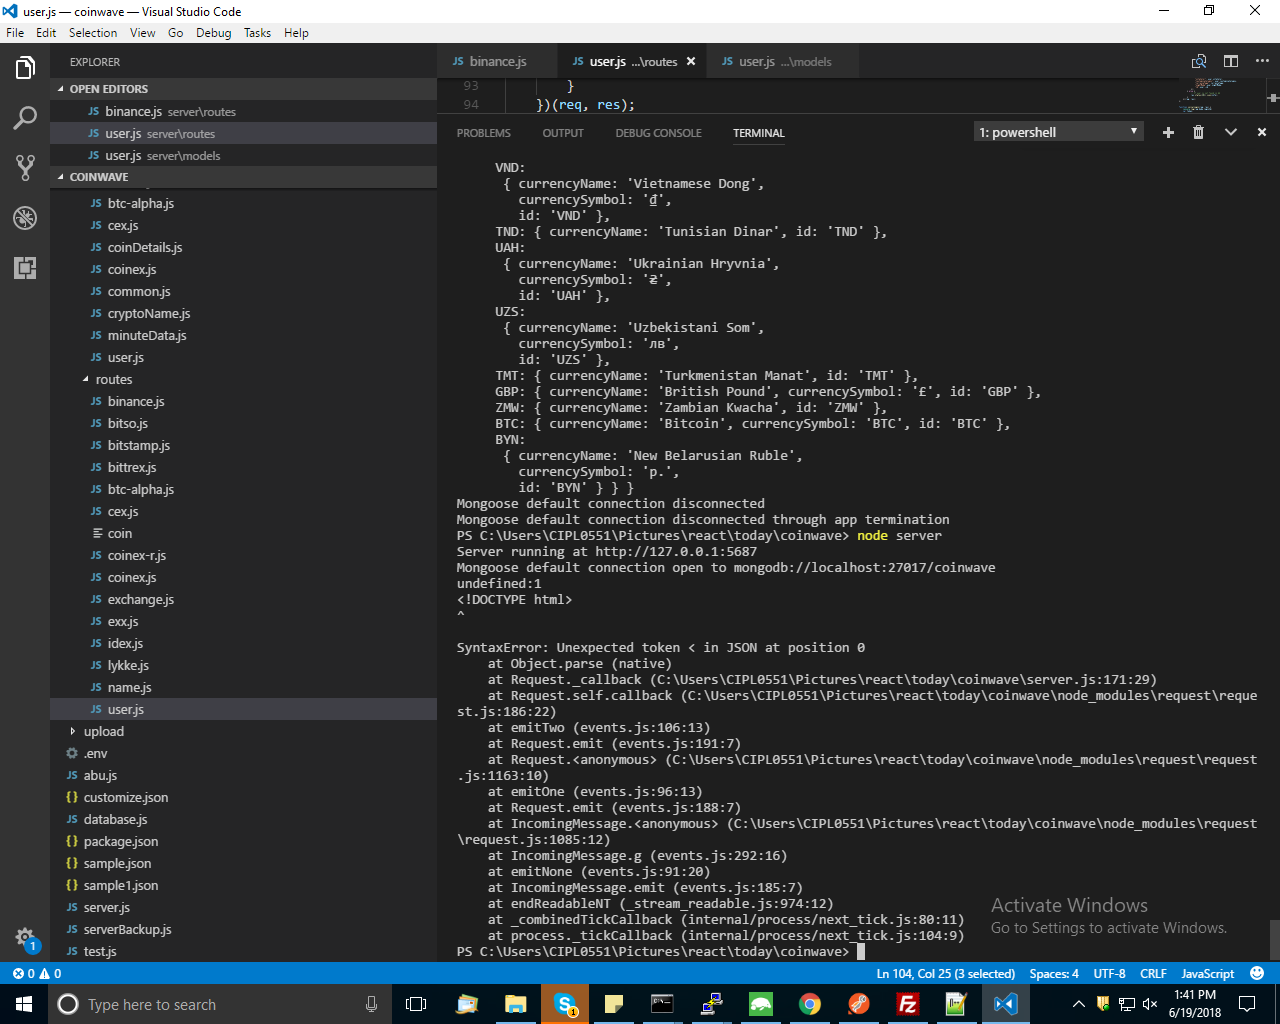 user.js — coinwave — Visual Studio Code
File Edit Selection View Go Debug Tasks Help
EXPLORER
OPEN EDITORS
JS binance.js server\routes
JS user.js server\routes
JS user.js server\models
COINWAVE
JS btc-alpha.js
JS cex.js
JS coinDetails.js
JS coinex.js
JS common.js
JS cryptoName.js
JS minuteData.js
JS user.js
routes
JS binance.js
JS bitso.js
JS bitstamp.js
JS bittrex.js
JS btc-alpha.js
JS cex.js
coin
JS coinex-r.js
JS coinex.js
JS exchange.js
JS exx.js
JS idex.js
JS lykke.js
JS name.js
JS user.js
upload
.env
JS abu.js
{} customize.json
JS database.js
{} package.json
{} sample.json
{} sample1.json
JS server.js
JS serverBackup.js
JS test.js
1
JS binance.js JS user.js ...\routes JS user.js ...\models
93 }
94 })(req, res);
PROBLEMS OUTPUT DEBUG CONSOLE TERMINAL 1: powershell
VND:
{ currencyName: 'Vietnamese Dong',
currencySymbol: '₫',
id: 'VND' },
TND: { currencyName: 'Tunisian Dinar', id: 'TND' },
UAH:
{ currencyName: 'Ukrainian Hryvnia',
currencySymbol: '₴',
id: 'UAH' },
UZS:
{ currencyName: 'Uzbekistani Som',
currencySymbol: 'лв',
id: 'UZS' },
TMT: { currencyName: 'Turkmenistan Manat', id: 'TMT' },
GBP: { currencyName: 'British Pound', currencySymbol: '£', id: 'GBP' },
ZMW: { currencyName: 'Zambian Kwacha', id: 'ZMW' },
BTC: { currencyName: 'Bitcoin', currencySymbol: 'BTC', id: 'BTC' },
BYN:
{ currencyName: 'New Belarusian Ruble',
currencySymbol: 'p.',
id: 'BYN' } } }
Mongoose default connection disconnected
Mongoose default connection disconnected through app termination
PS C:\Users\CIPL0551\Pictures\react\today\coinwave> node server
Server running at http://127.0.0.1:5687
Mongoose default connection open to mongodb://localhost:27017/coinwave
undefined:1
<!DOCTYPE html>
^
SyntaxError: Unexpected token < in JSON at position 0
at Object.parse (native)
at Request._callback (C:\Users\CIPL0551\Pictures\react\today\coinwave\server.js:171:29)
at Request.self.callback (C:\Users\CIPL0551\Pictures\react\today\coinwave\node_modules\request\reque
st.js:186:22)
at emitTwo (events.js:106:13)
at Request.emit (events.js:191:7)
at Request.<anonymous> (C:\Users\CIPL0551\Pictures\react\today\coinwave\node_modules\request\request
.js:1163:10)
at emitOne (events.js:96:13)
at Request.emit (events.js:188:7)
at IncomingMessage.<anonymous> (C:\Users\CIPL0551\Pictures\react\today\coinwave\node_modules\request
\request.js:1085:12)
at IncomingMessage.g (events.js:292:16)
at emitNone (events.js:91:20)
at IncomingMessage.emit (events.js:185:7)
at endReadableNT (_stream_readable.js:974:12)
at _combinedTickCallback (internal/process/next_tick.js:80:11)
at process._tickCallback (internal/process/next_tick.js:104:9)
PS C:\Users\CIPL0551\Pictures\react\today\coinwave>
Activate Windows
Go to Settings to activate Windows.
0 0 Ln 104, Col 25 (3 selected) Spaces: 4 UTF-8 CRLF JavaScript
Type here to search
1:41 PM
6/19/2018